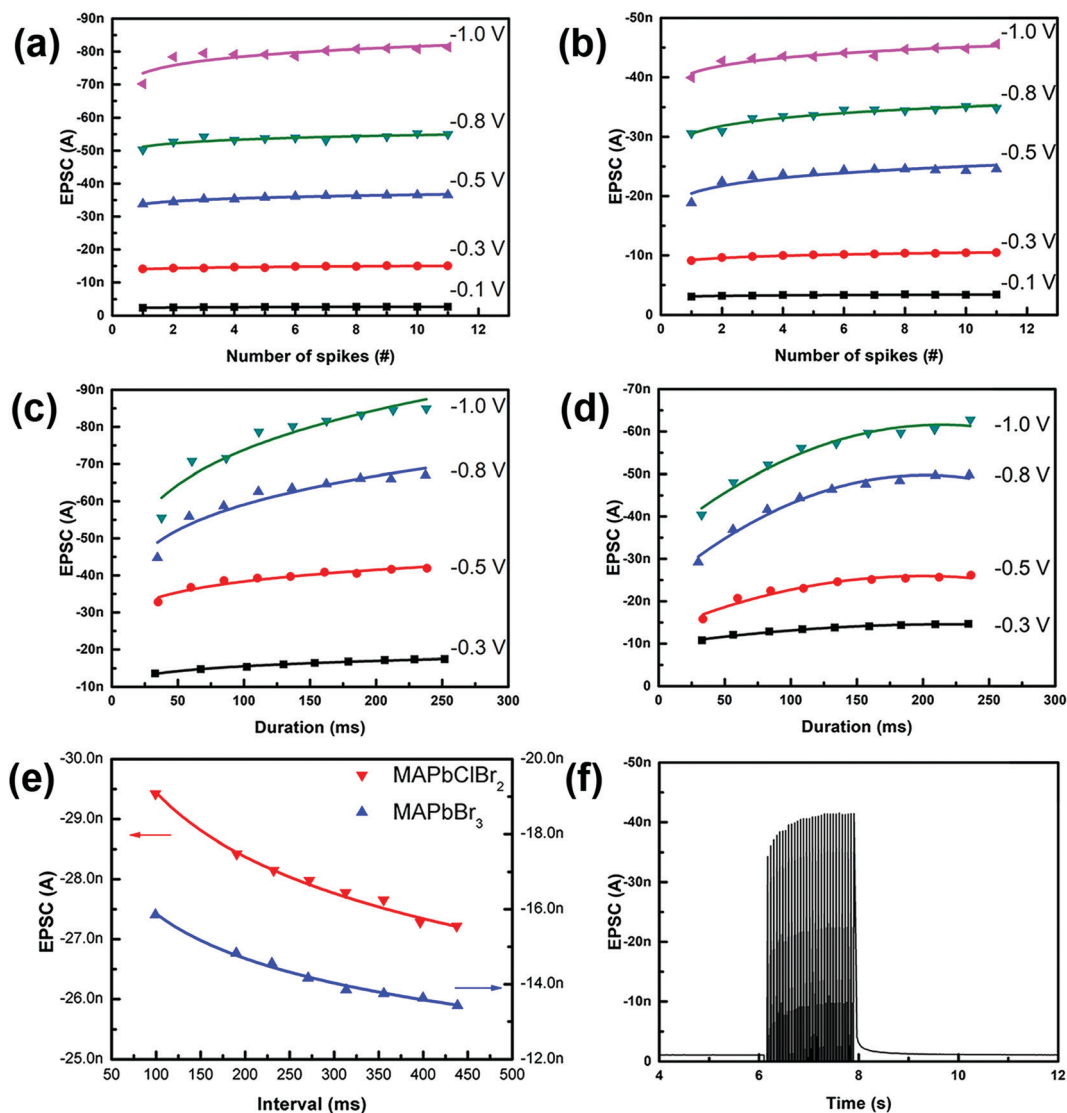 (a)
-90n
-80n
-70n
-60n
-50n
-40n
-30n
-20n
-10n
0
EPSC (A)
-1.0 V
-0.8 V
-0.5 V
-0.3 V
-0.1 V
0 2 4 6 8 10 12
Number of spikes (#)
(b)
-50n
-40n
-30n
-20n
-10n
0
EPSC (A)
-1.0 V
-0.8 V
-0.5 V
-0.3 V
-0.1 V
0 2 4 6 8 10 12
Number of spikes (#)
(c)
-90n
-80n
-70n
-60n
-50n
-40n
-30n
-20n
-10n
EPSC (A)
-1.0 V
-0.8 V
-0.5 V
-0.3 V
0 50 100 150 200 250 300
Duration (ms)
(d)
-70n
-60n
-50n
-40n
-30n
-20n
-10n
0
EPSC (A)
-1.0 V
-0.8 V
-0.5 V
-0.3 V
0 50 100 150 200 250 300
Duration (ms)
(e)
-30.0n
-29.0n
-28.0n
-27.0n
-26.0n
-25.0n
EPSC (A)
MAPbClBr2
MAPbBr3
-20.0n
-18.0n
-16.0n
-14.0n
-12.0n
50 100 150 200 250 300 350 400 450 500
Interval (ms)
(f)
-50n
-40n
-30n
-20n
-10n
0
EPSC (A)
4 6 8 10 12
Time (s)